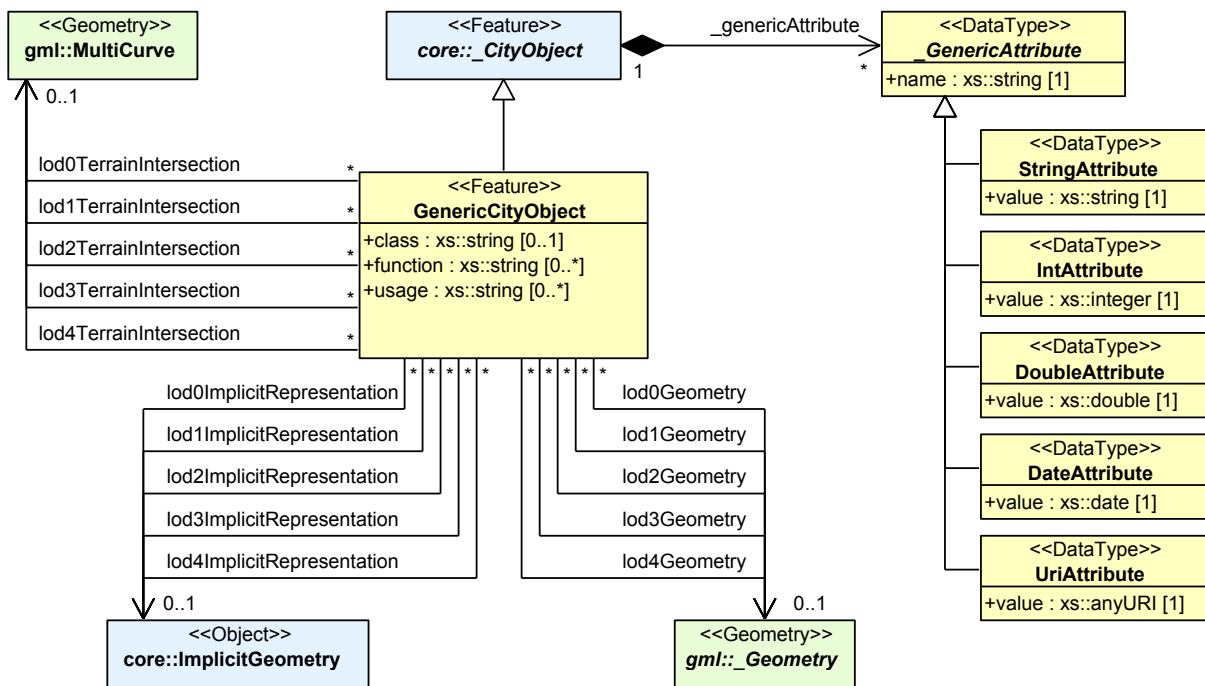 <<Geometry>>
gml::MultiCurve
0..1
<<Feature>>
core::_CityObject
1
_genericAttribute
*
<<DataType>>
_GenericAttribute
+name : xs::string [1]
lod0TerrainIntersection
*
lod1TerrainIntersection
*
lod2TerrainIntersection
*
lod3TerrainIntersection
*
lod4TerrainIntersection
*
<<Feature>>
GenericCityObject
+class : xs::string [0..1]
+function : xs::string [0..*]
+usage : xs::string [0..*]
<<DataType>>
StringAttribute
+value : xs::string [1]
<<DataType>>
IntAttribute
+value : xs::integer [1]
<<DataType>>
DoubleAttribute
+value : xs::double [1]
<<DataType>>
DateAttribute
+value : xs::date [1]
<<DataType>>
UriAttribute
+value : xs::anyURI [1]
* * * * *
* * * * *
lod0ImplicitRepresentation
lod1ImplicitRepresentation
lod2ImplicitRepresentation
lod3ImplicitRepresentation
lod4ImplicitRepresentation
0..1
<<Object>>
core::ImplicitGeometry
lod0Geometry
lod1Geometry
lod2Geometry
lod3Geometry
lod4Geometry
0..1
<<Geometry>>
gml::_Geometry